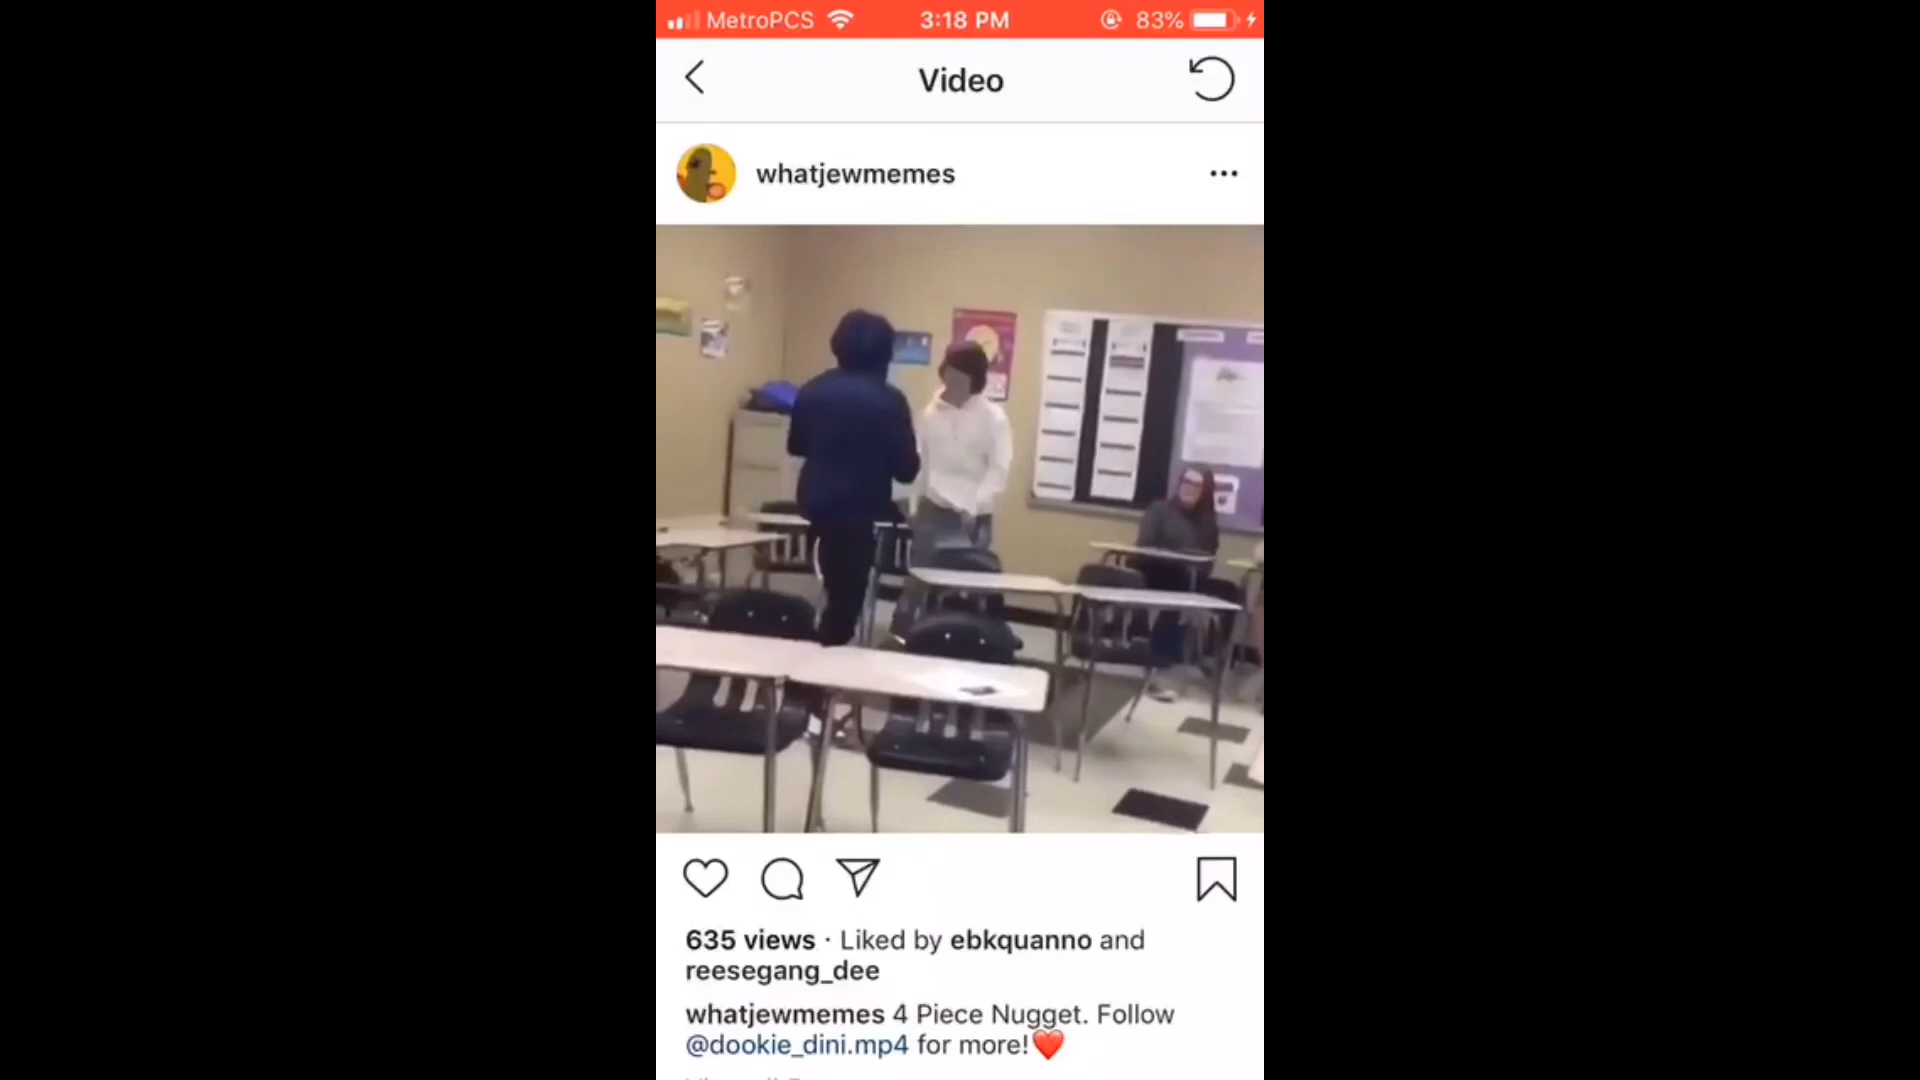 MetroPCS 3:18 PM 83%
Video
whatjewmemes
635 views · Liked by ebkquanno and
reesegang_dee
whatjewmemes 4 Piece Nugget. Follow
@dookie_dini.mp4 for more!❤️